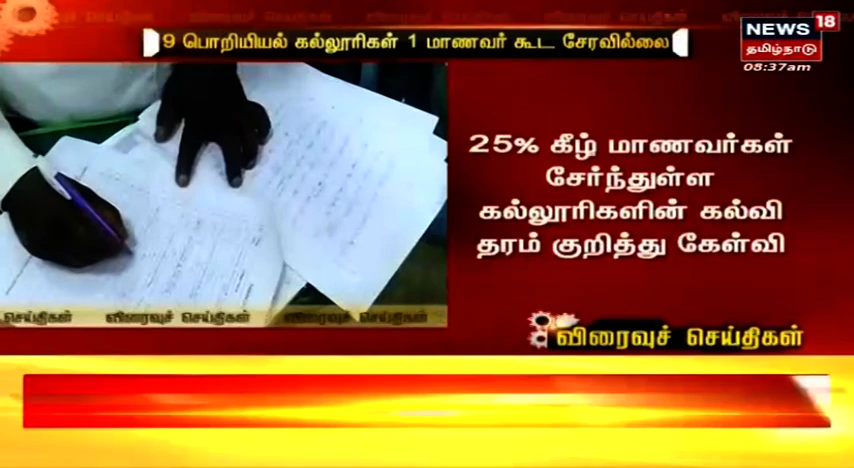 9 பொறியியல் கல்லூரிகள் 1 மாணவர் கூட சேரவில்லை
NEWS 18
தமிழ்நாடு
08:37am
25% கீழ் மாணவர்கள்
சேர்ந்துள்ள
கல்லூரிகளின் கல்வி
தரம் குறித்து கேள்வி
செய்திகள் விரைவுச் செய்திகள் விரைவுச் செய்திகள்
விரைவுச் செய்திகள்